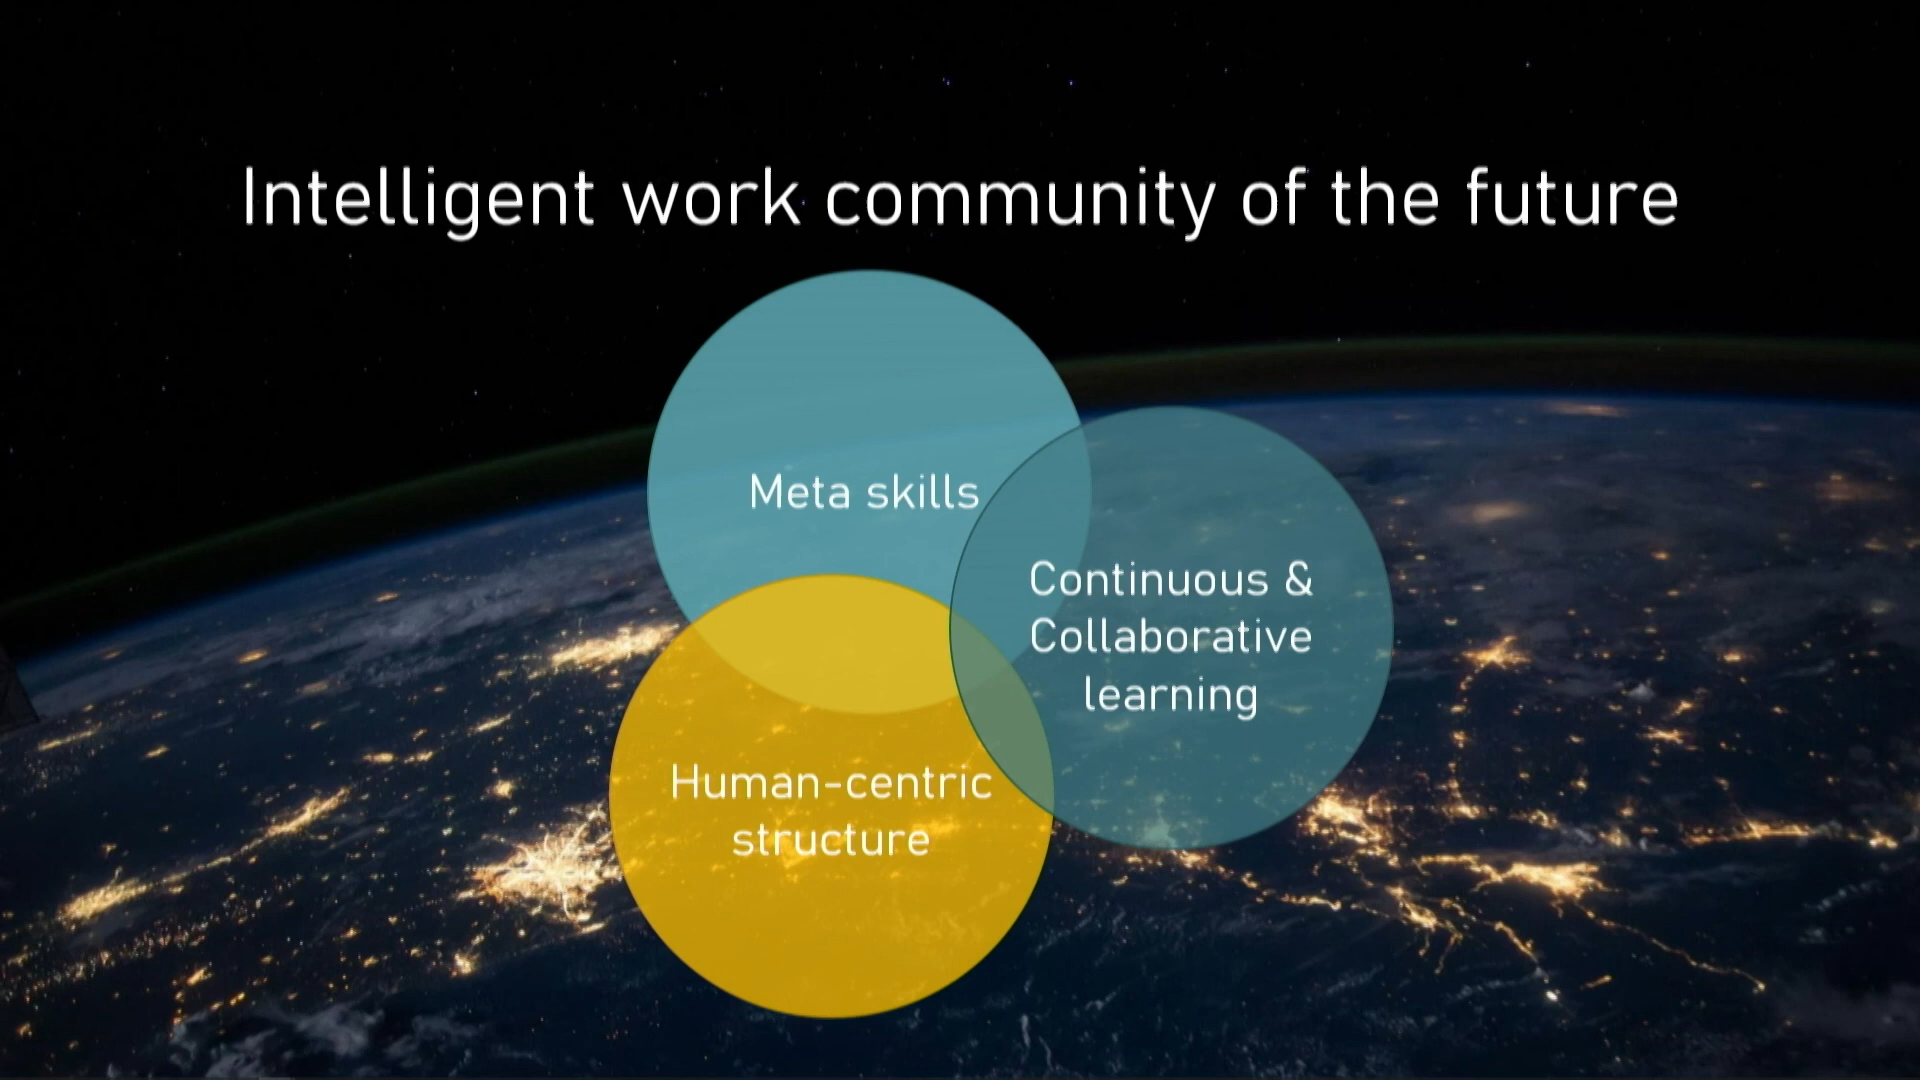 Intelligent work community of the future
Meta skills
Continuous &
Collaborative
learning
Human-centric
structure